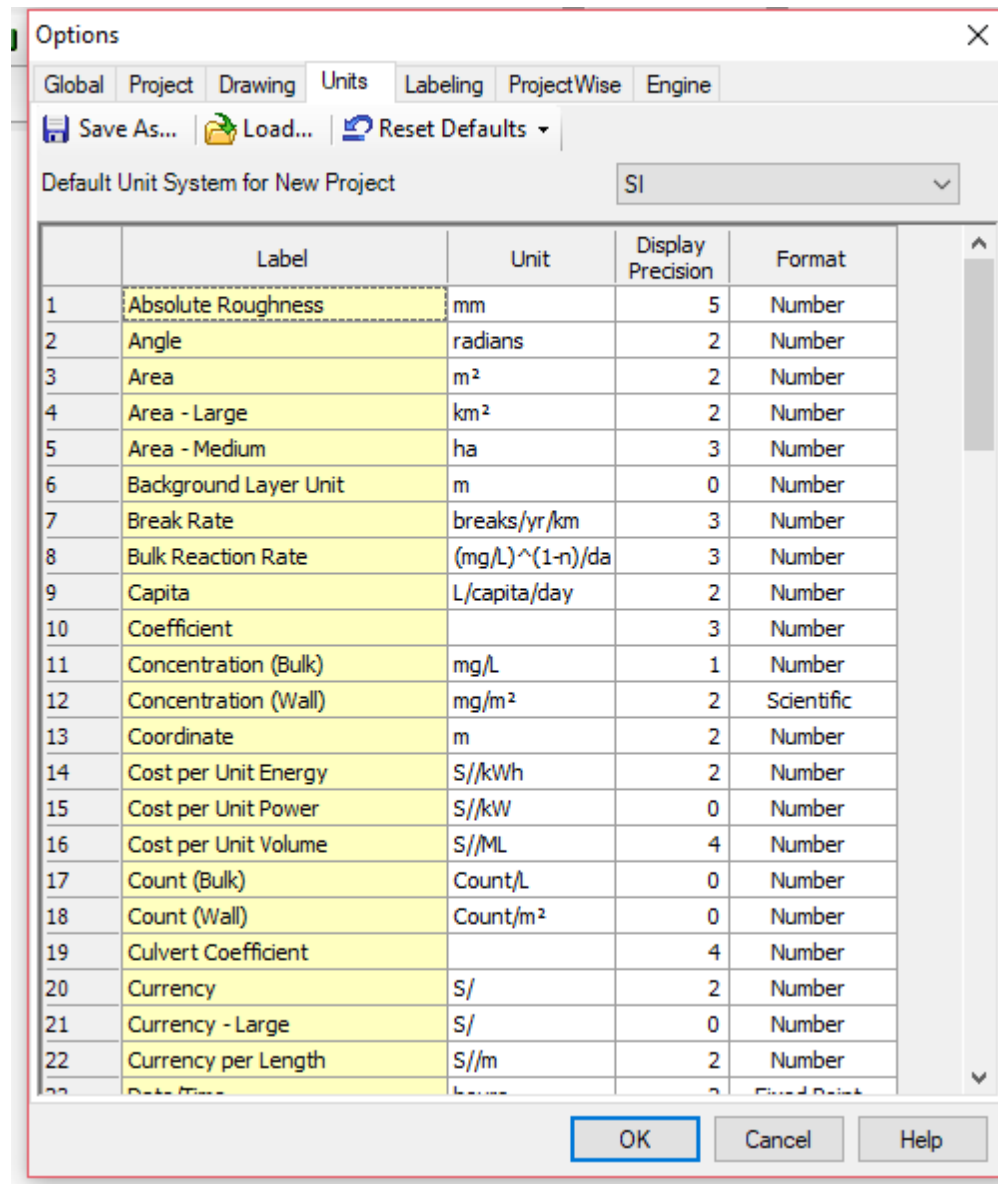 Options
Global Project Drawing Units Labeling ProjectWise Engine
Save As... Load... Reset Defaults
Default Unit System for New Project SI
Label Unit Display Precision Format
1 Absolute Roughness mm 5 Number
2 Angle radians 2 Number
3 Area m² 2 Number
4 Area - Large km² 2 Number
5 Area - Medium ha 3 Number
6 Background Layer Unit m 0 Number
7 Break Rate breaks/yr/km 3 Number
8 Bulk Reaction Rate (mg/L)^(1-n)/da 3 Number
9 Capita L/capita/day 2 Number
10 Coefficient 3 Number
11 Concentration (Bulk) mg/L 1 Number
12 Concentration (Wall) mg/m² 2 Scientific
13 Coordinate m 2 Number
14 Cost per Unit Energy S//kWh 2 Number
15 Cost per Unit Power S//kW 0 Number
16 Cost per Unit Volume S//ML 4 Number
17 Count (Bulk) Count/L 0 Number
18 Count (Wall) Count/m² 0 Number
19 Culvert Coefficient 4 Number
20 Currency S/ 2 Number
21 Currency - Large S/ 0 Number
22 Currency per Length S//m 2 Number
OK Cancel Help